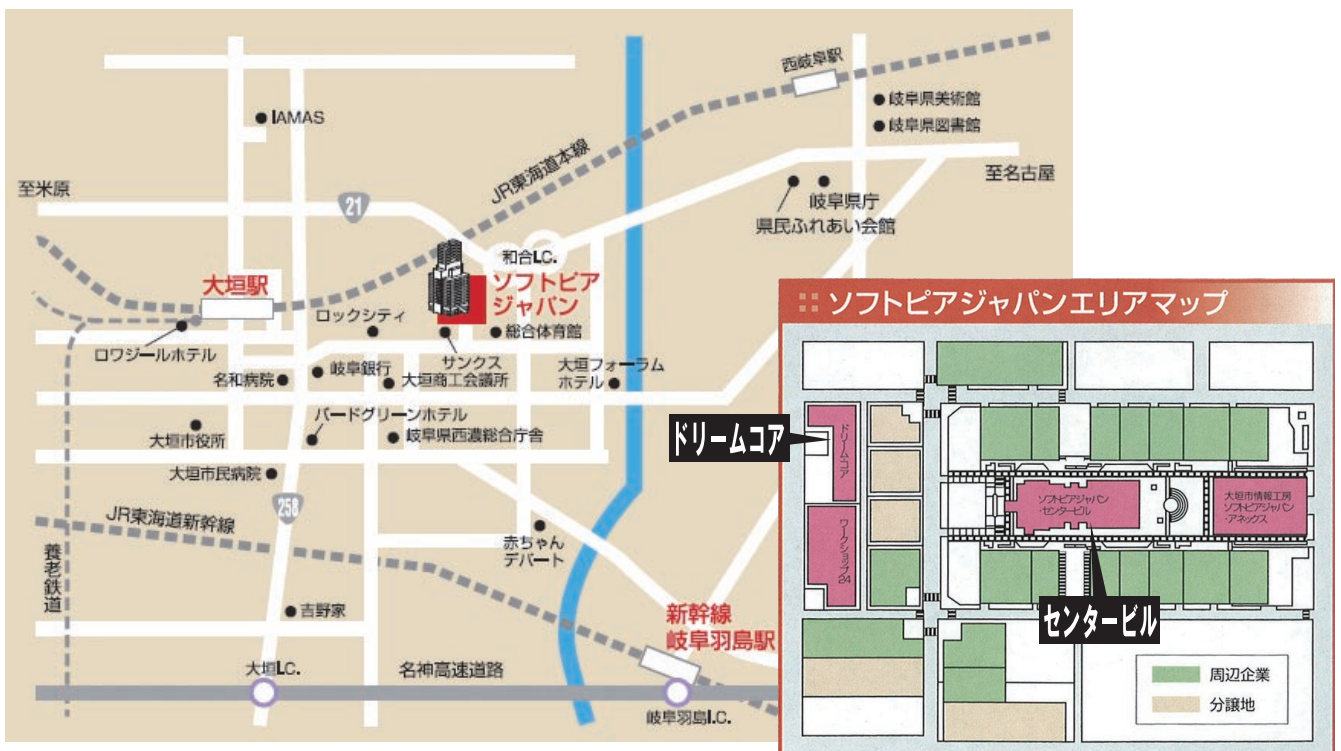 西岐阜駅
岐阜県美術館
岐阜県図書館
IAMAS
JR東海道本線
至名古屋
至米原
21
岐阜県庁
県民ふれあい会館
和合I.C.
ソフトピア
ジャパン
大垣駅
ロックシティ
総合体育館
ロワジールホテル
サンクス
岐阜銀行
大垣商工会議所
大垣フォーラム
ホテル
名和病院
バードグリーンホテル
大垣市役所
岐阜県西濃総合庁舎
大垣市民病院
258
JR東海道新幹線
赤ちゃん
デパート
養老鉄道
吉野家
新幹線
岐阜羽島駅
大垣I.C.
名神高速道路
岐阜羽島I.C.
ソフトピアジャパンエリアマップ
ドリームコア
ドリームコア
ソフトピアジャパン
・センタービル
大垣市情報工房
ソフトピアジャパン
・アネックス
ワークショップ24
センタービル
周辺企業
分譲地